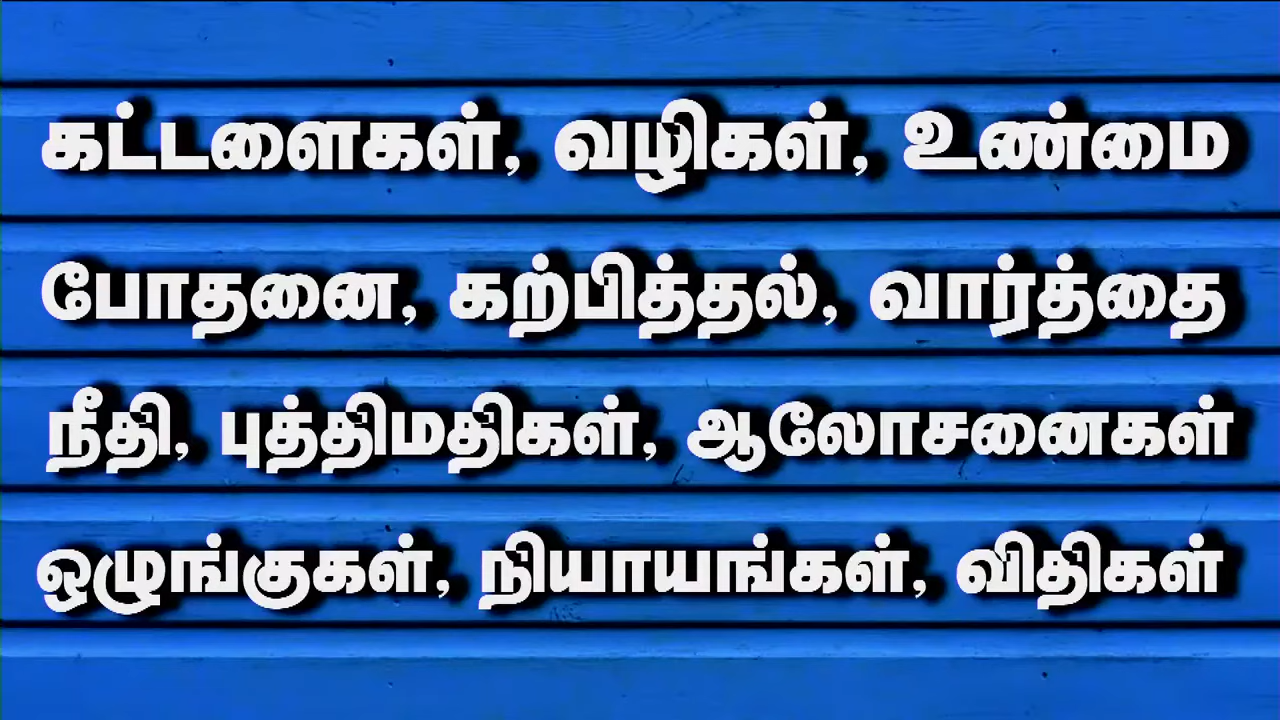 கட்டளைகள், வழிகள், உண்மை
போதனை, கற்பித்தல், வார்த்தை
நீதி, புத்திமதிகள், ஆலோசனைகள்
ஒழுங்குகள், நியாயங்கள், விதிகள்